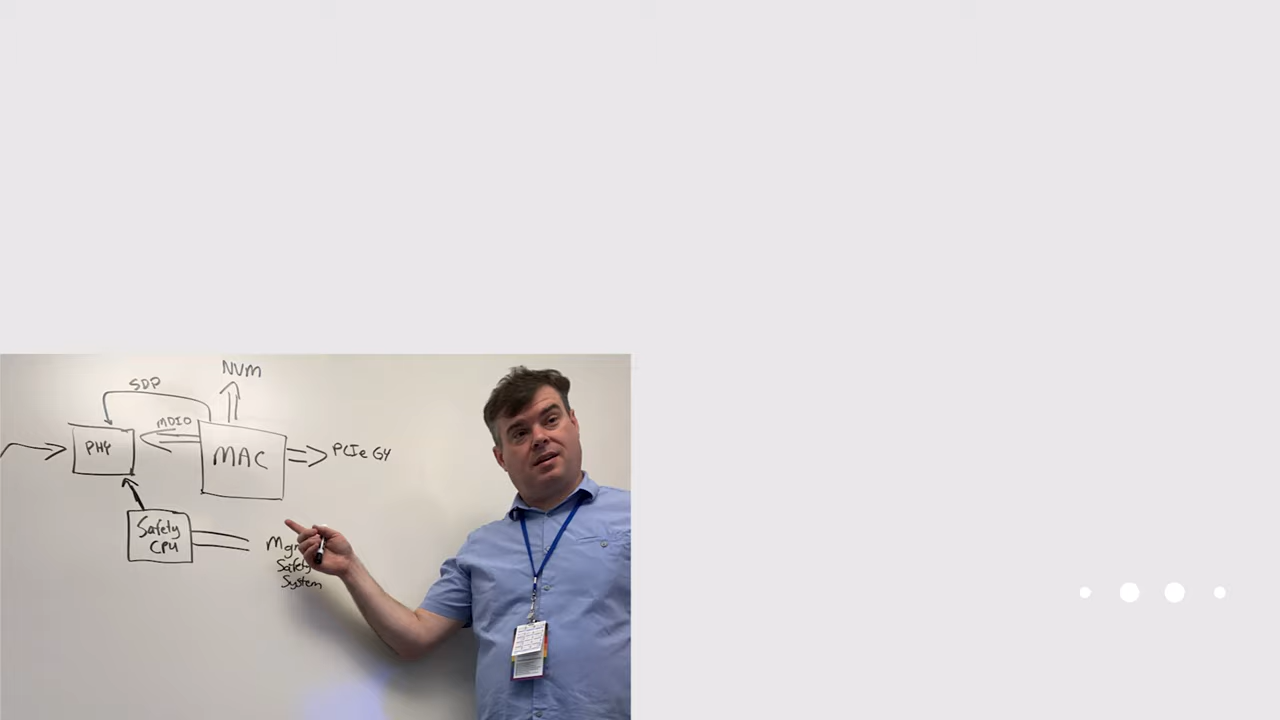 NVM
SDP
MDIO
PHY
MAC
PCIe G4
Safety
CPU
Safety
System